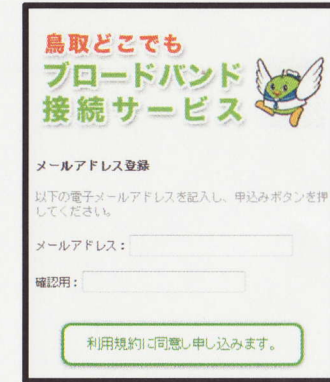 鳥取どこでも
ブロードバンド
接続サービス
メールアドレス登録
以下の電子メールアドレスを記入し、申込みボタンを押
してください。
メールアドレス：
確認用：
利用規約に同意し申し込みます。